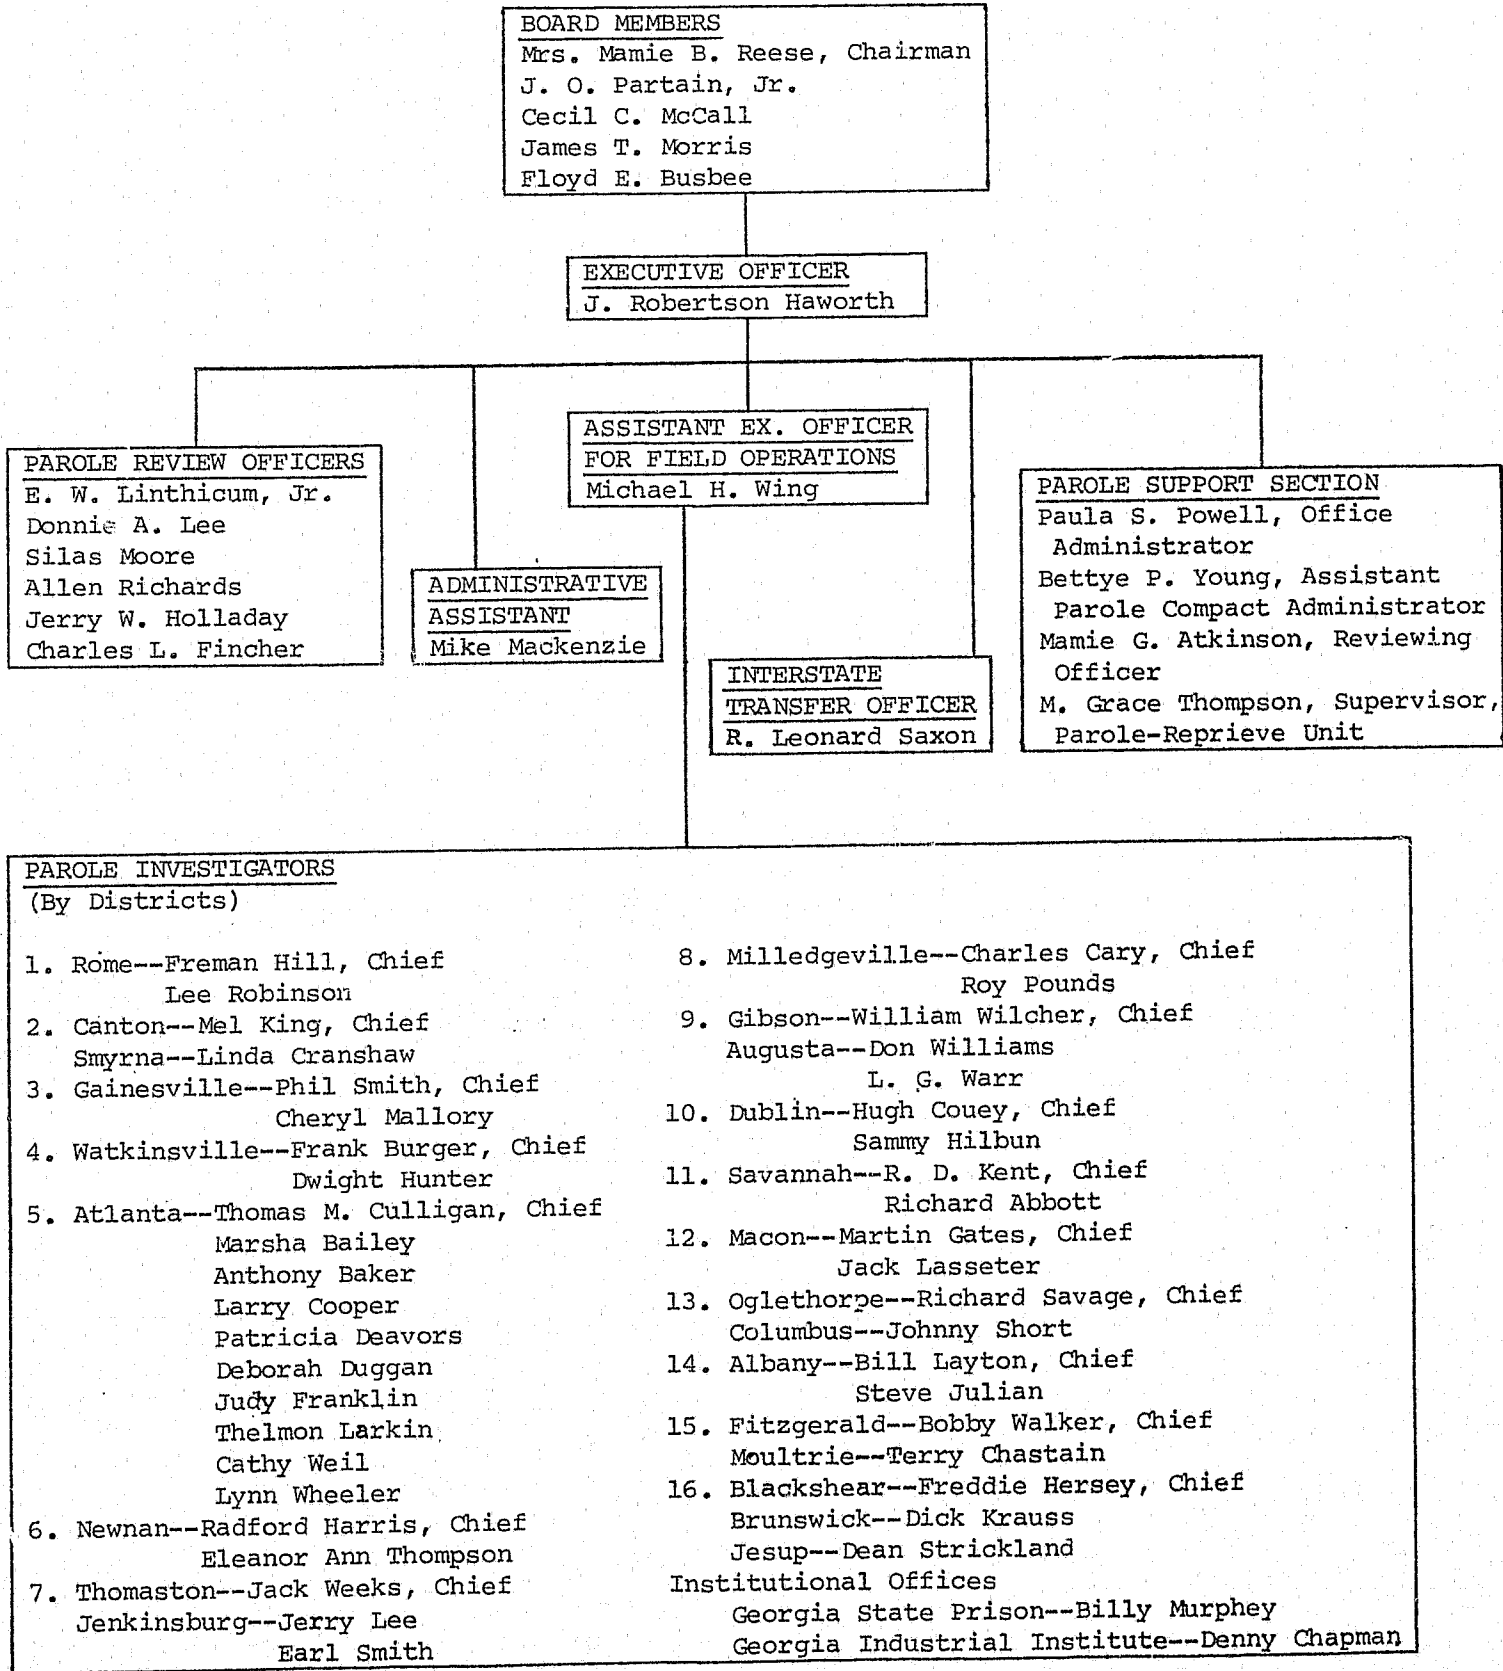 BOARD MEMBERS
Mrs. Mamie B. Reese, Chairman
J. O. Partain, Jr.
Cecil C. McCall
James T. Morris
Floyd E. Busbee
EXECUTIVE OFFICER
J. Robertson Haworth
PAROLE REVIEW OFFICERS
E. W. Linthicum, Jr.
Donnie A. Lee
Silas Moore
Allen Richards
Jerry W. Holladay
Charles L. Fincher
ADMINISTRATIVE
ASSISTANT
Mike Mackenzie
ASSISTANT EX. OFFICER
FOR FIELD OPERATIONS
Michael H. Wing
INTERSTATE
TRANSFER OFFICER
R. Leonard Saxon
PAROLE SUPPORT SECTION
Paula S. Powell, Office
Administrator
Bettye P. Young, Assistant
Parole Compact Administrator
Mamie G. Atkinson, Reviewing
Officer
M. Grace Thompson, Supervisor,
Parole-Reprieve Unit
PAROLE INVESTIGATORS
(By Districts)
1. Rome--Freman Hill, Chief
Lee Robinson
2. Canton--Mel King, Chief
Smyrna--Linda Cranshaw
3. Gainesville--Phil Smith, Chief
Cheryl Mallory
4. Watkinsville--Frank Burger, Chief
Dwight Hunter
5. Atlanta--Thomas M. Culligan, Chief
Marsha Bailey
Anthony Baker
Larry Cooper
Patricia Deavors
Deborah Duggan
Judy Franklin
Thelmon Larkin
Cathy Weil
Lynn Wheeler
6. Newnan--Radford Harris, Chief
Eleanor Ann Thompson
7. Thomaston--Jack Weeks, Chief
Jenkinsburg--Jerry Lee
Earl Smith
8. Milledgeville--Charles Cary, Chief
Roy Pounds
9. Gibson--William Wilcher, Chief
Augusta--Don Williams
L. G. Warr
10. Dublin--Hugh Couey, Chief
Sammy Hilbun
11. Savannah--R. D. Kent, Chief
Richard Abbott
12. Macon--Martin Gates, Chief
Jack Lasseter
13. Oglethorpe--Richard Savage, Chief
Columbus--Johnny Short
14. Albany--Bill Layton, Chief
Steve Julian
15. Fitzgerald--Bobby Walker, Chief
Moultrie--Terry Chastain
16. Blackshear--Freddie Hersey, Chief
Brunswick--Dick Krauss
Jesup--Dean Strickland
Institutional Offices
Georgia State Prison--Billy Murphey
Georgia Industrial Institute--Denny Chapman